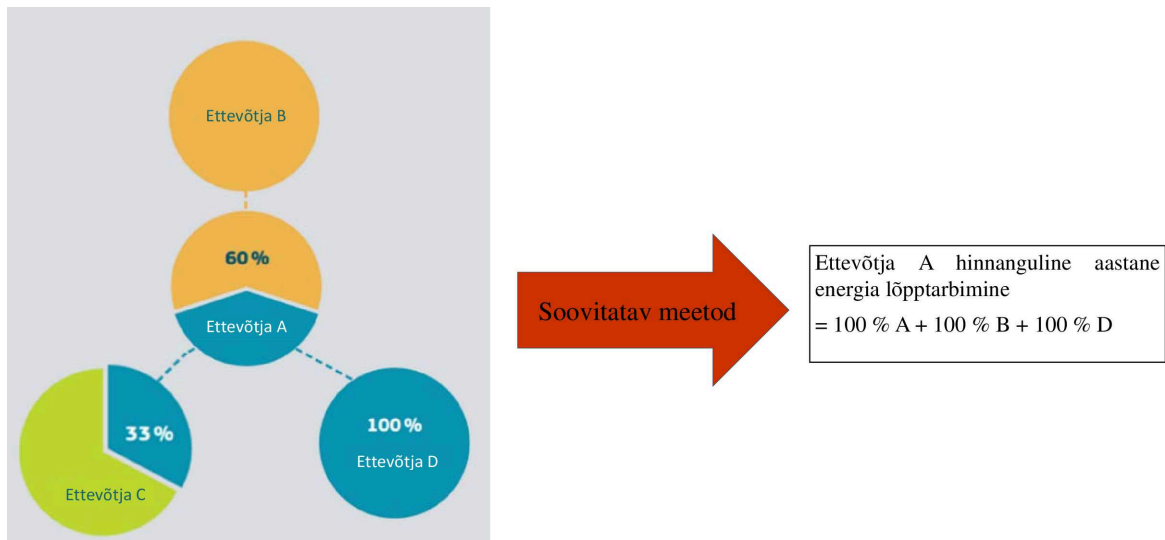 Ettevõtja B
60 %
Ettevõtja A
33 %
Ettevõtja C
100 %
Ettevõtja D
Soovitatav meetod
Ettevõtja A hinnanguline aastane
energia lõpptarbimine
= 100 % A + 100 % B + 100 % D